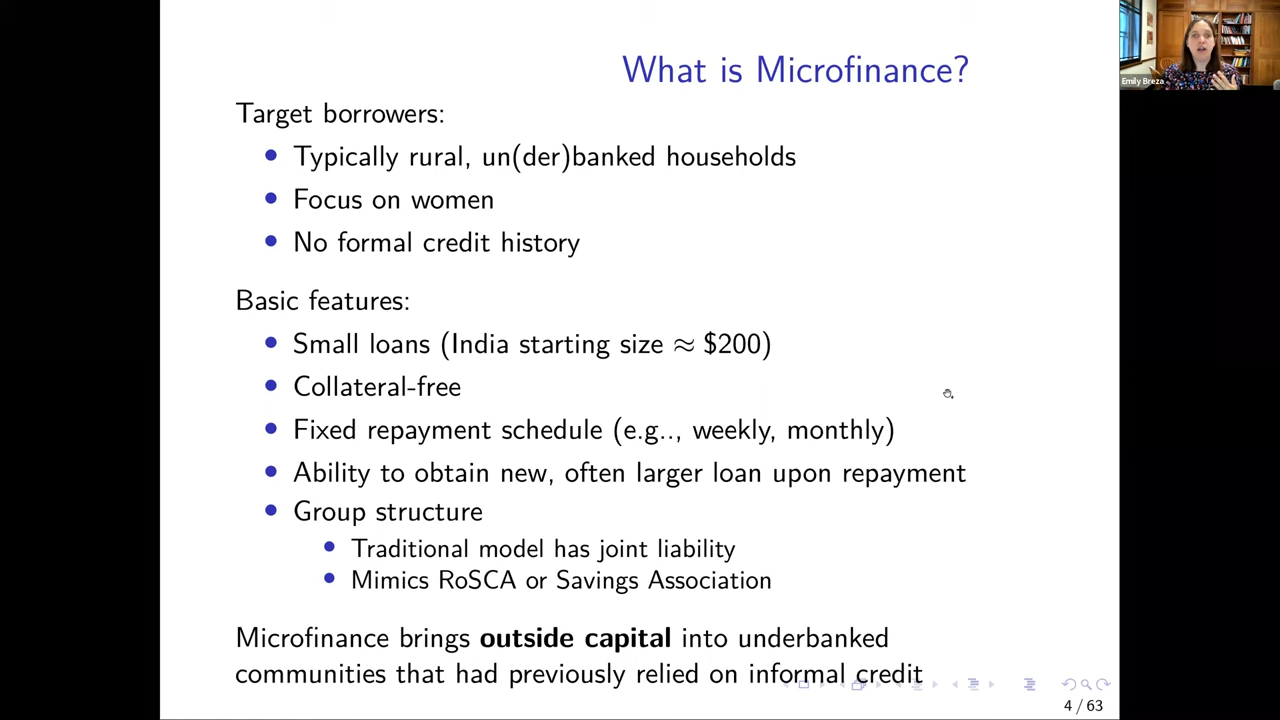 What is Microfinance?
Emily Breza
Target borrowers:
Typically rural, un(der)banked households
Focus on women
No formal credit history
Basic features:
Small loans (India starting size ≈ $200)
Collateral-free
Fixed repayment schedule (e.g.., weekly, monthly)
Ability to obtain new, often larger loan upon repayment
Group structure
Traditional model has joint liability
Mimics RoSCA or Savings Association
Microfinance brings outside capital into underbanked
communities that had previously relied on informal credit
4 / 63